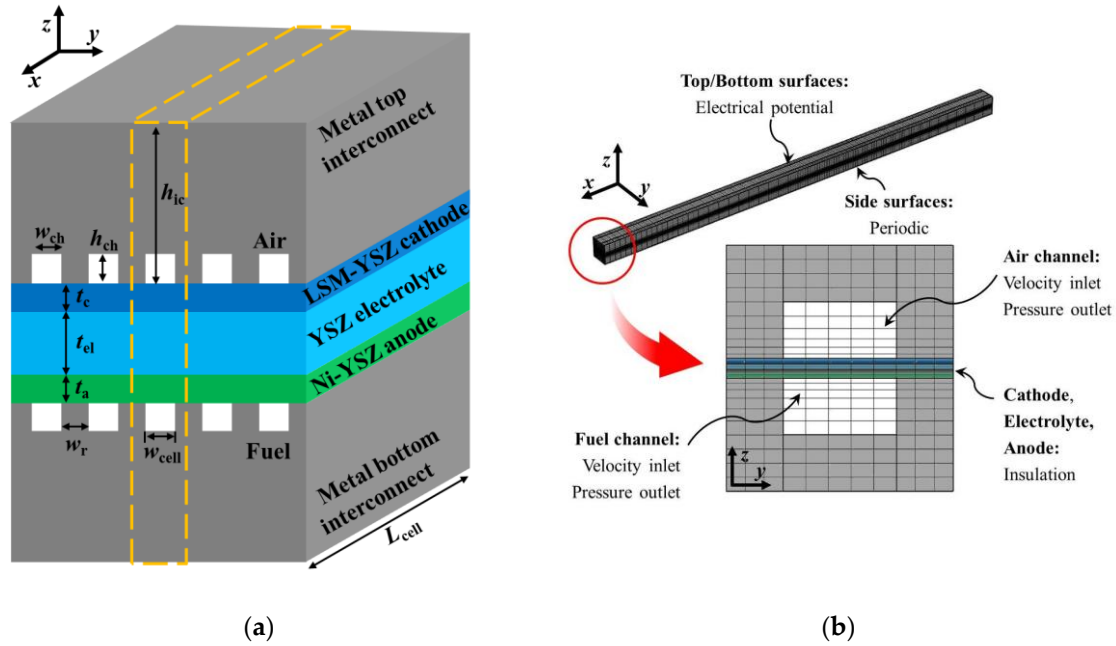 z
y
x
Metal top
interconnect
h_ic
w_ch
h_ch
Air
LSM-YSZ cathode
t_c
YSZ electrolyte
t_el
Ni-YSZ anode
t_a
w_r
w_cell
Fuel
Metal bottom
interconnect
L_cell
(a)
Top/Bottom surfaces:
Electrical potential
z
x
y
Side surfaces:
Periodic
Air channel:
Velocity inlet
Pressure outlet
Cathode,
Electrolyte,
Anode:
Insulation
Fuel channel:
Velocity inlet
Pressure outlet
z
y
(b)